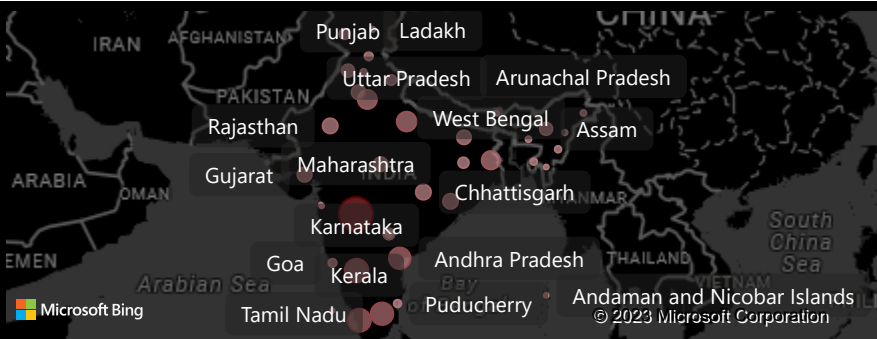 CHINA
Punjab
Ladakh
IRAN
AFGHANISTAN
Uttar Pradesh
Arunachal Pradesh
PAKISTAN
Rajasthan
West Bengal
Assam
Maharashtra
INDIA
Gujarat
ARABIA
OMAN
Chhattisgarh
MYANMAR
Karnataka
South
China
Sea
EMEN
Goa
Kerala
Andhra Pradesh
THAILAND
VIETNAM
Arabian Sea
Bay
Microsoft Bing
Tamil Nadu
Puducherry
Andaman and Nicobar Islands
© 2023 Microsoft Corporation